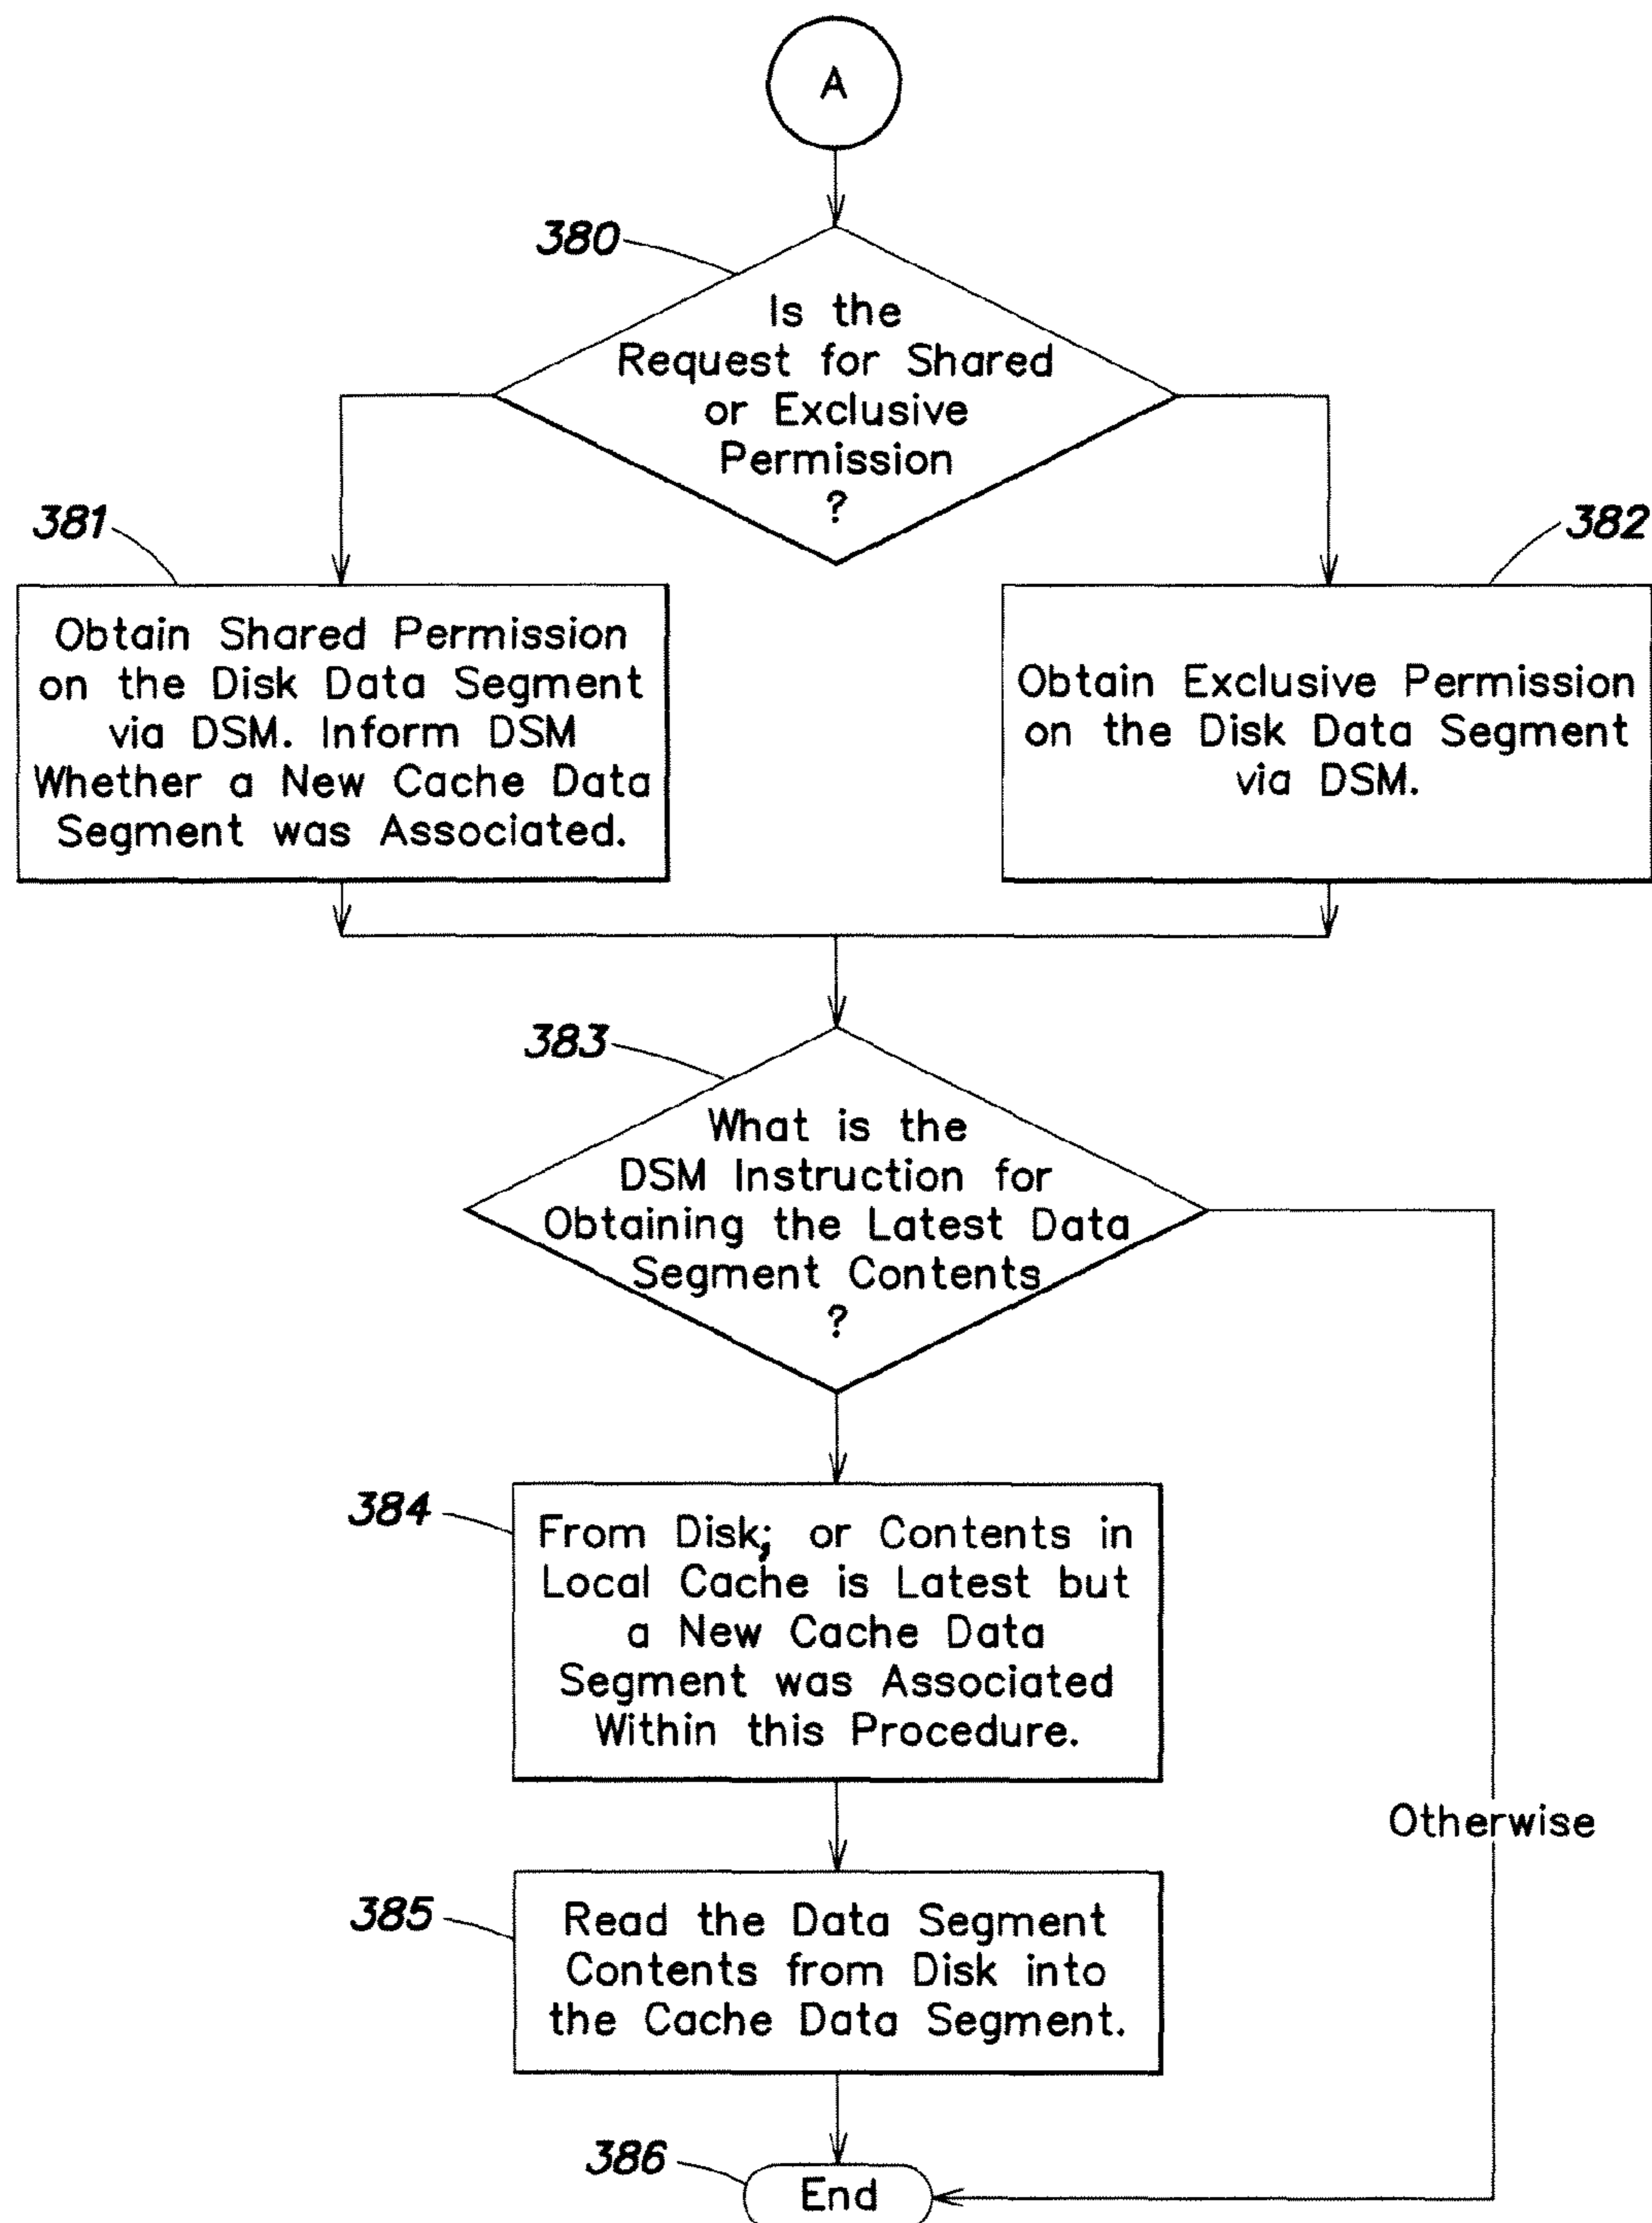 A
380
Is the
Request for Shared
or Exclusive
Permission
?
381
382
Obtain Shared Permission
on the Disk Data Segment
via DSM. Inform DSM
Whether a New Cache Data
Segment was Associated.
Obtain Exclusive Permission
on the Disk Data Segment
via DSM.
383
What is the
DSM Instruction for
Obtaining the Latest Data
Segment Contents
?
384
From Disk; or Contents in
Local Cache is Latest but
a New Cache Data
Segment was Associated
Within this Procedure.
Otherwise
385
Read the Data Segment
Contents from Disk into
the Cache Data Segment.
386
End